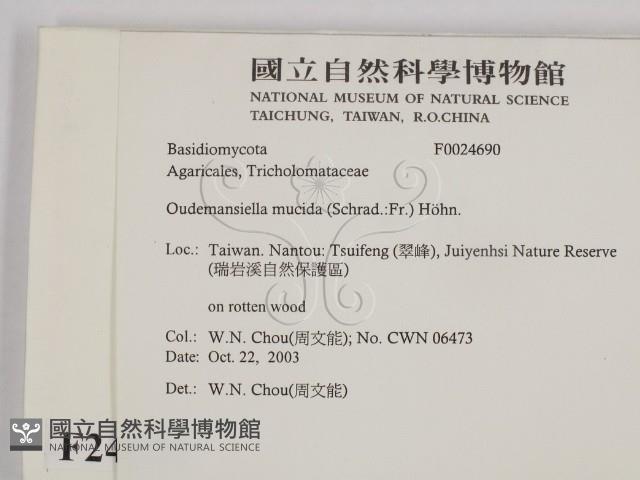 國立自然科學博物館
NATIONAL MUSEUM OF NATURAL SCIENCE
TAICHUNG, TAIWAN, R.O.CHINA
Basidiomycota F0024690
Agaricales, Tricholomataceae
Oudemansiella mucida (Schrad.:Fr.) Höhn.
Loc.: Taiwan. Nantou: Tsuifeng (翠峰), Juiyenhsi Nature Reserve
(瑞岩溪自然保護區)
on rotten wood
Col.: W.N. Chou(周文能); No. CWN 06473
Date: Oct. 22, 2003
Det.: W.N. Chou(周文能)
國立自然科學博物館
NATIONAL MUSEUM OF NATURAL SCIENCE
F24